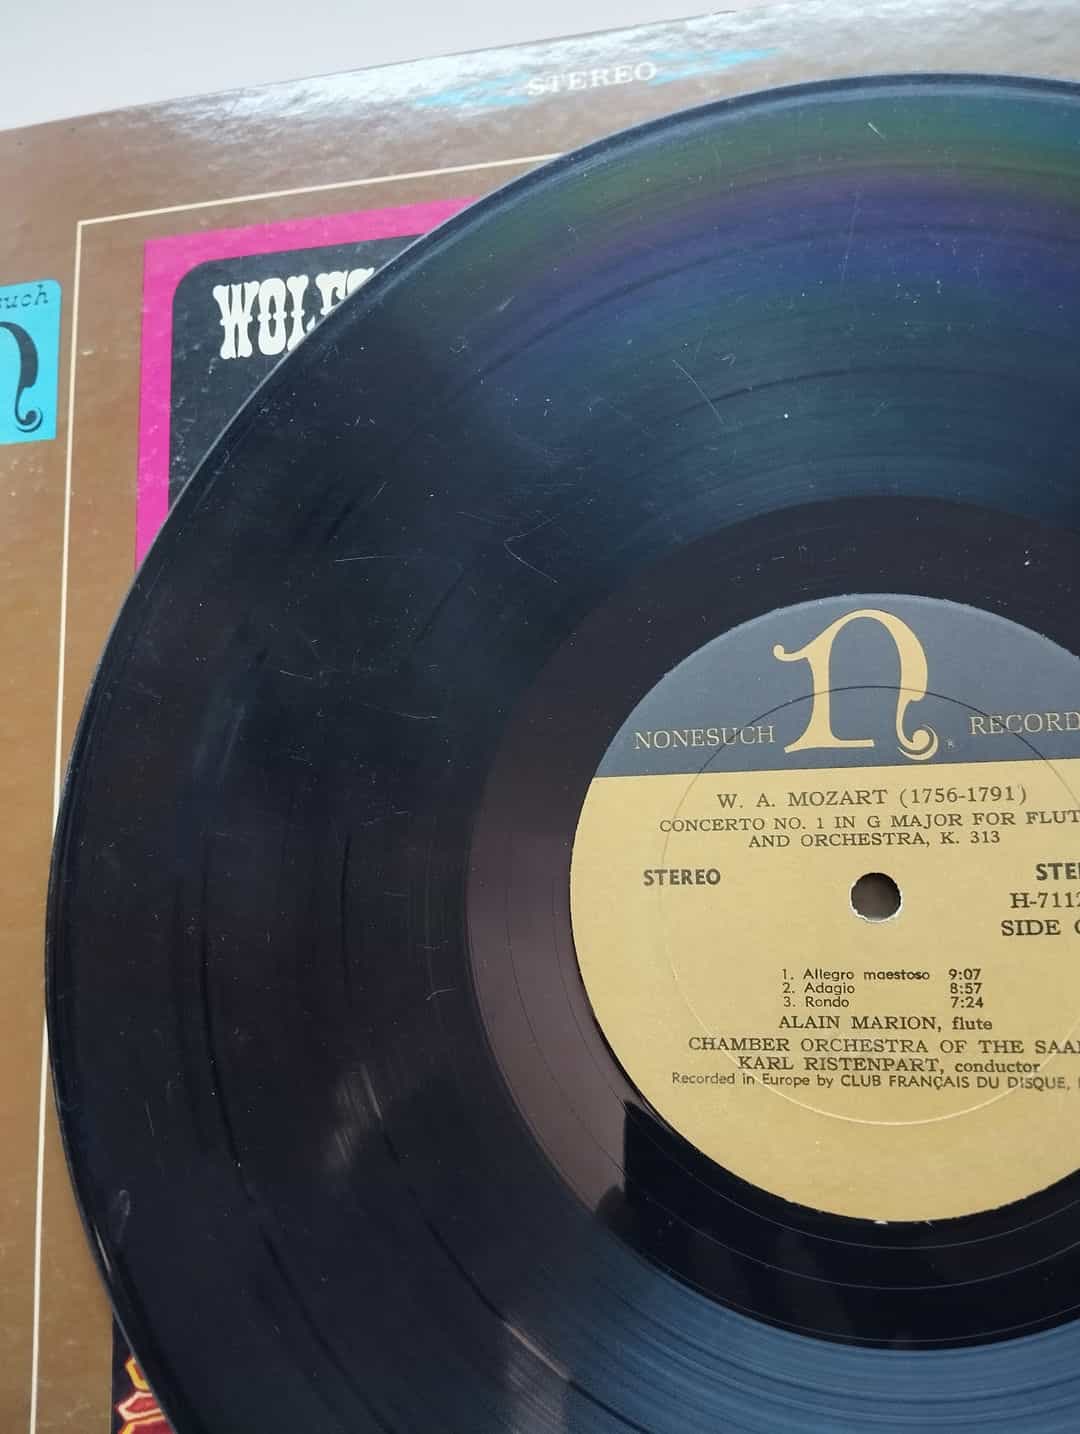 STEREO
such
WOLF
n
NONESUCH RECORD
W. A. MOZART (1756-1791)
CONCERTO NO. 1 IN G MAJOR FOR FLUT
AND ORCHESTRA, K. 313
STEREO STE
H-7112
SIDE
1. Allegro maestoso 9:07
2. Adagio 8:57
3. Rondo 7:24
ALAIN MARION, flute
CHAMBER ORCHESTRA OF THE SAA
KARL RISTENPART, conductor
Recorded in Europe by CLUB FRANÇAIS DU DISQUE,